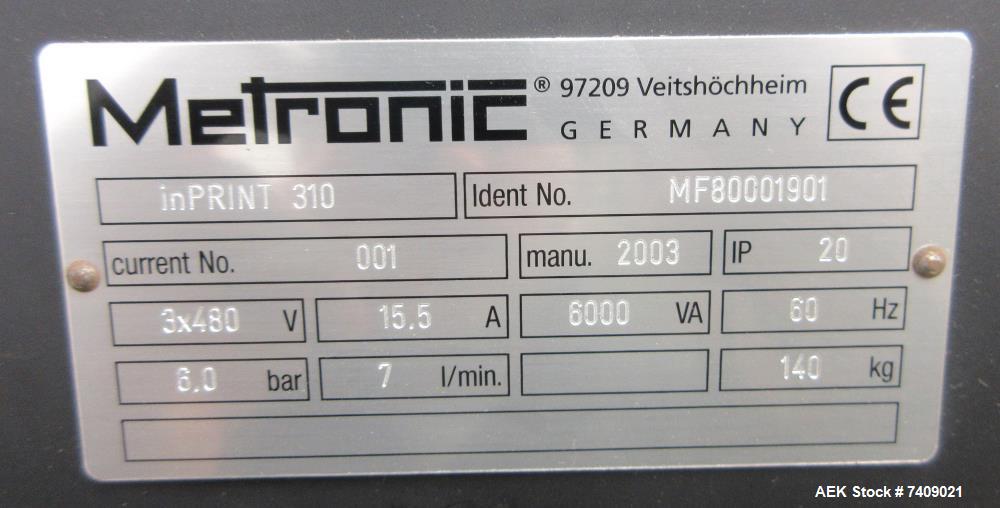 Metronic ® 97209 Veitshöchheim
GERMANY CE
inPRINT 310 Ident No. MF80001901
current No. 001 manu. 2003 IP 20
3x480 V 15.5 A 6000 VA 60 Hz
6.0 bar 7 l/min. 140 kg
AEK Stock # 7409021